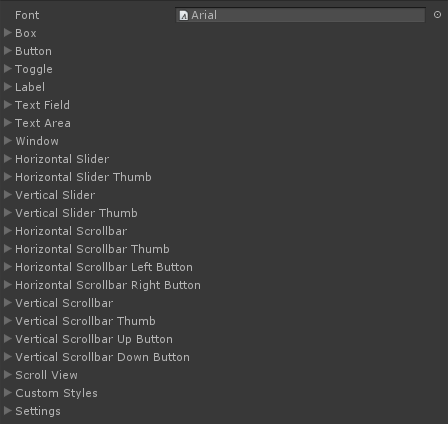 Font Arial
Box
Button
Toggle
Label
Text Field
Text Area
Window
Horizontal Slider
Horizontal Slider Thumb
Vertical Slider
Vertical Slider Thumb
Horizontal Scrollbar
Horizontal Scrollbar Thumb
Horizontal Scrollbar Left Button
Horizontal Scrollbar Right Button
Vertical Scrollbar
Vertical Scrollbar Thumb
Vertical Scrollbar Up Button
Vertical Scrollbar Down Button
Scroll View
Custom Styles
Settings